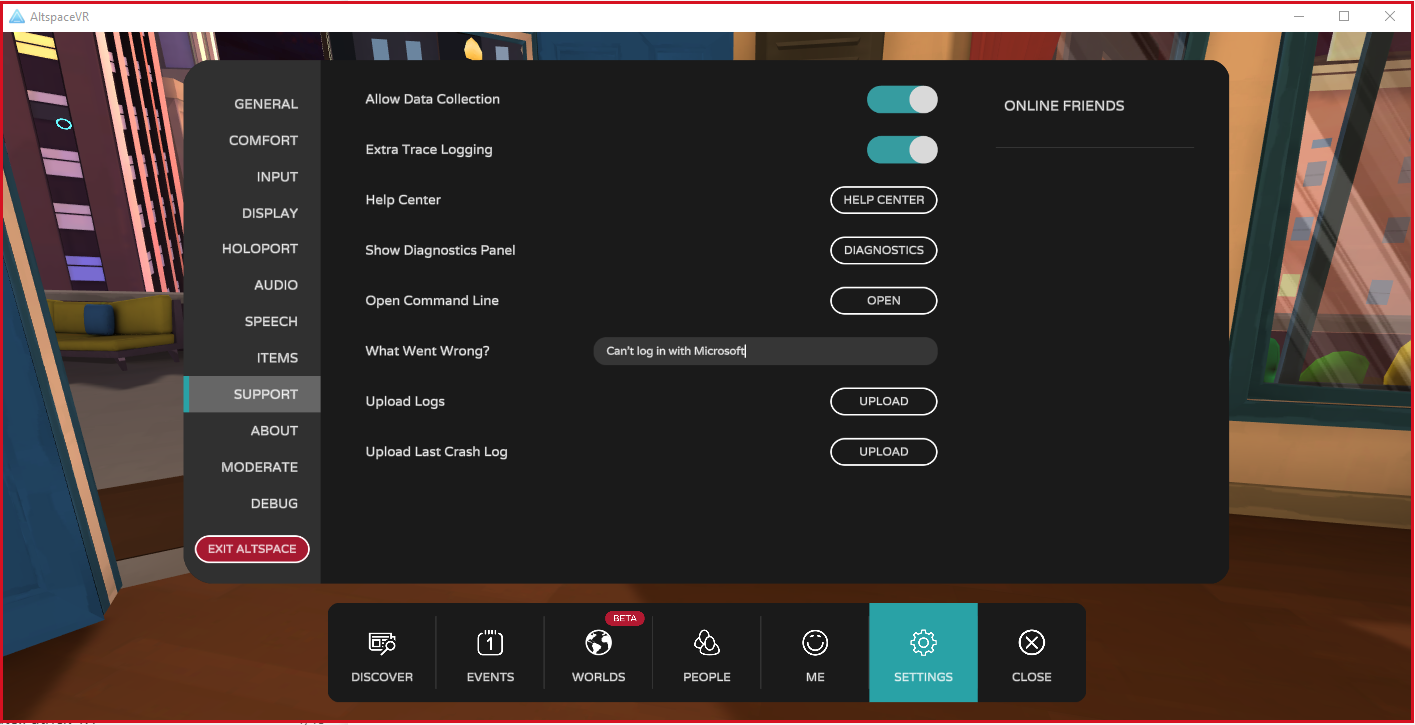 AltspaceVR
GENERAL
COMFORT
INPUT
DISPLAY
HOLOPORT
AUDIO
SPEECH
ITEMS
SUPPORT
ABOUT
MODERATE
DEBUG
EXIT ALTSPACE
Allow Data Collection
Extra Trace Logging
Help Center HELP CENTER
Show Diagnostics Panel DIAGNOSTICS
Open Command Line OPEN
What Went Wrong? Can't log in with Microsoft
Upload Logs UPLOAD
Upload Last Crash Log UPLOAD
ONLINE FRIENDS
BETA
1
DISCOVER EVENTS WORLDS PEOPLE ME SETTINGS CLOSE